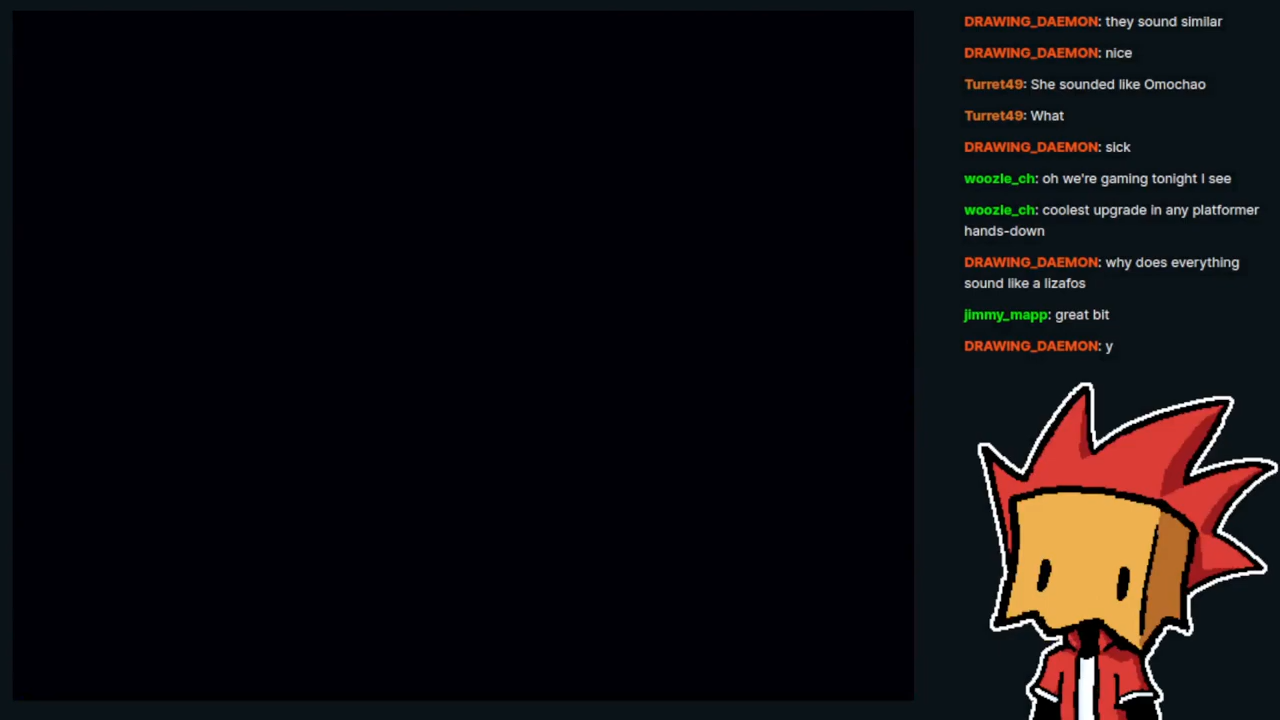 DRAWING_DAEMON: they sound similar
DRAWING_DAEMON: nice
Turret49: She sounded like Omochao
Turret49: What
DRAWING_DAEMON: sick
woozle_ch: oh we're gaming tonight I see
woozle_ch: coolest upgrade in any platformer
hands-down
DRAWING_DAEMON: why does everything
sound like a lizafos
jimmy_mapp: great bit
DRAWING_DAEMON: y